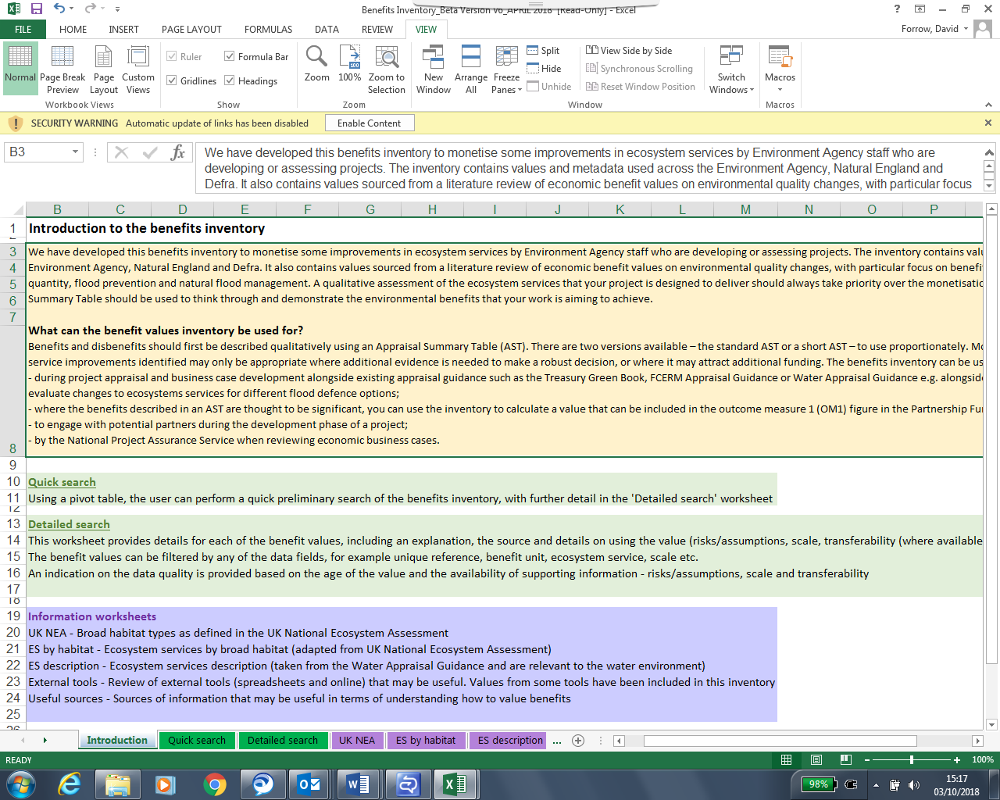 Benefits Inventory_Beta Version v6_APRIL 2018 [Read-Only] - Excel
FILE HOME INSERT PAGE LAYOUT FORMULAS DATA REVIEW VIEW Forrow, David
Normal Page Break Preview Page Layout Custom Views
Workbook Views
Ruler Formula Bar
Gridlines Headings
Show
Zoom 100% Zoom to Selection
Zoom
New Window Arrange All Freeze Panes
Split
Hide
Unhide
View Side by Side
Synchronous Scrolling
Reset Window Position
Window
Switch Windows
Macros
Macros
SECURITY WARNING Automatic update of links has been disabled Enable Content
B3
fx
We have developed this benefits inventory to monetise some improvements in ecosystem services by Environment Agency staff who are
developing or assessing projects. The inventory contains values and metadata used across the Environment Agency, Natural England and
Defra. It also contains values sourced from a literature review of economic benefit values on environmental quality changes, with particular focus
B C D E F G H I J K L M N O P
1 Introduction to the benefits inventory
3 We have developed this benefits inventory to monetise some improvements in ecosystem services by Environment Agency staff who are developing or assessing projects. The inventory contains valu
4 Environment Agency, Natural England and Defra. It also contains values sourced from a literature review of economic benefit values on environmental quality changes, with particular focus on benefi
5 quantity, flood prevention and natural flood management. A qualitative assessment of the ecosystem services that your project is designed to deliver should always take priority over the monetisatio
6 Summary Table should be used to think through and demonstrate the environmental benefits that your work is aiming to achieve.
7
What can the benefit values inventory be used for?
Benefits and disbenefits should first be described qualitatively using an Appraisal Summary Table (AST). There are two versions available – the standard AST or a short AST – to use proportionately. Mo
service improvements identified may only be appropriate where additional evidence is needed to make a robust decision, or where it may attract additional funding. The benefits inventory can be us
- during project appraisal and business case development alongside existing appraisal guidance such as the Treasury Green Book, FCERM Appraisal Guidance or Water Appraisal Guidance e.g. alongside
evaluate changes to ecosystems services for different flood defence options;
- where the benefits described in an AST are thought to be significant, you can use the inventory to calculate a value that can be included in the outcome measure 1 (OM1) figure in the Partnership Fu
- to engage with potential partners during the development phase of a project;
- by the National Project Assurance Service when reviewing economic business cases.
8
9
10 Quick search
11 Using a pivot table, the user can perform a quick preliminary search of the benefits inventory, with further detail in the 'Detailed search' worksheet
12
13 Detailed search
14 This worksheet provides details for each of the benefit values, including an explanation, the source and details on using the value (risks/assumptions, scale, transferability (where available
15 The benefit values can be filtered by any of the data fields, for example unique reference, benefit unit, ecosystem service, scale etc.
16 An indication on the data quality is provided based on the age of the value and the availability of supporting information - risks/assumptions, scale and transferability
17
18
19 Information worksheets
20 UK NEA - Broad habitat types as defined in the UK National Ecosystem Assessment
21 ES by habitat - Ecosystem services by broad habitat (adapted from UK National Ecosystem Assessment)
22 ES description - Ecosystem services description (taken from the Water Appraisal Guidance and are relevant to the water environment)
23 External tools - Review of external tools (spreadsheets and online) that may be useful. Values from some tools have been included in this inventory
24 Useful sources - Sources of information that may be useful in terms of understanding how to value benefits
25
Introduction Quick search Detailed search UK NEA ES by habitat ES description ...
READY 100%
98% 15:17
03/10/2018